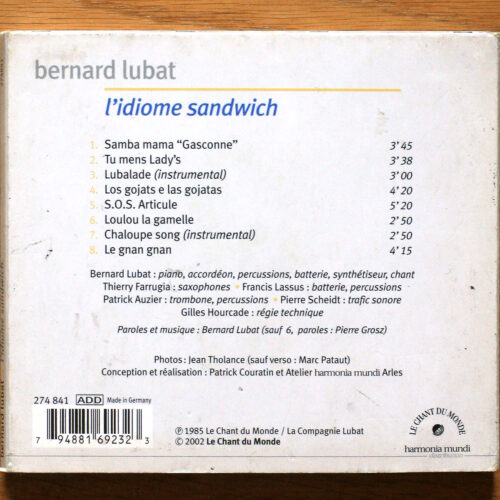 bernard lubat
l'idiome sandwich
1. Samba mama "Gasconne" 3'45
2. Tu mens Lady's 3'38
3. Lubalade (instrumental) 3'00
4. Los gojats e las gojatas 4'20
5. S.O.S. Articule 5'20
6. Loulou la gamelle 2'50
7. Chaloupe song (instrumental) 2'50
8. Le gnan gnan 4'15
Bernard Lubat : piano, accordéon, percussions, batterie, synthétiseur, chant
Thierry Farrugia : saxophones • Francis Lassus : batterie, percussions
Patrick Auzier : trombone, percussions • Pierre Scheidt : trafic sonore
Gilles Hourcade : régie technique
Paroles et musique : Bernard Lubat (sauf 6, paroles : Pierre Grosz)
Photos : Jean Tholance (sauf verso : Marc Pataut)
Conception et réalisation : Patrick Couratin et Atelier harmonia mundi Arles
274 841 ADD Made in Germany
7 94881 69232 3
℗ 1985 Le Chant du Monde / La Compagnie Lubat
© 2002 Le Chant du Monde
LE CHANT DU MONDE
harmonia mundi
distribution
bernard lubat l'idiome sandwich